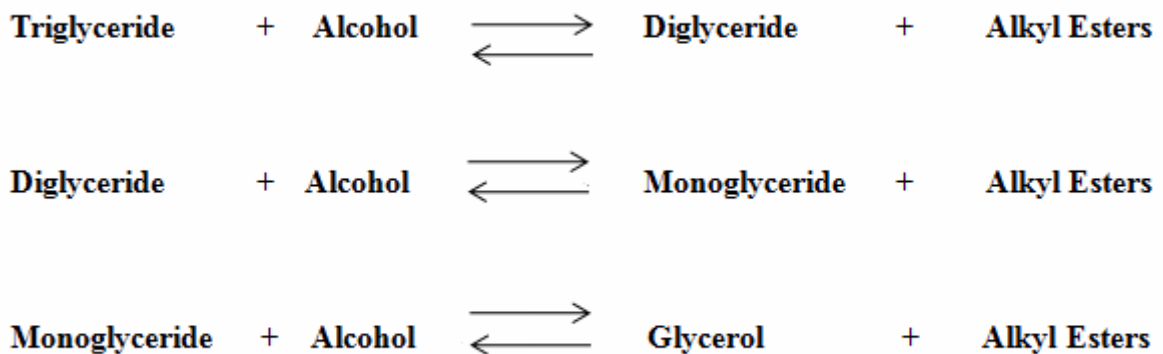 Triglyceride + Alcohol Diglyceride + Alkyl Esters
Diglyceride + Alcohol Monoglyceride + Alkyl Esters
Monoglyceride + Alcohol Glycerol + Alkyl Esters